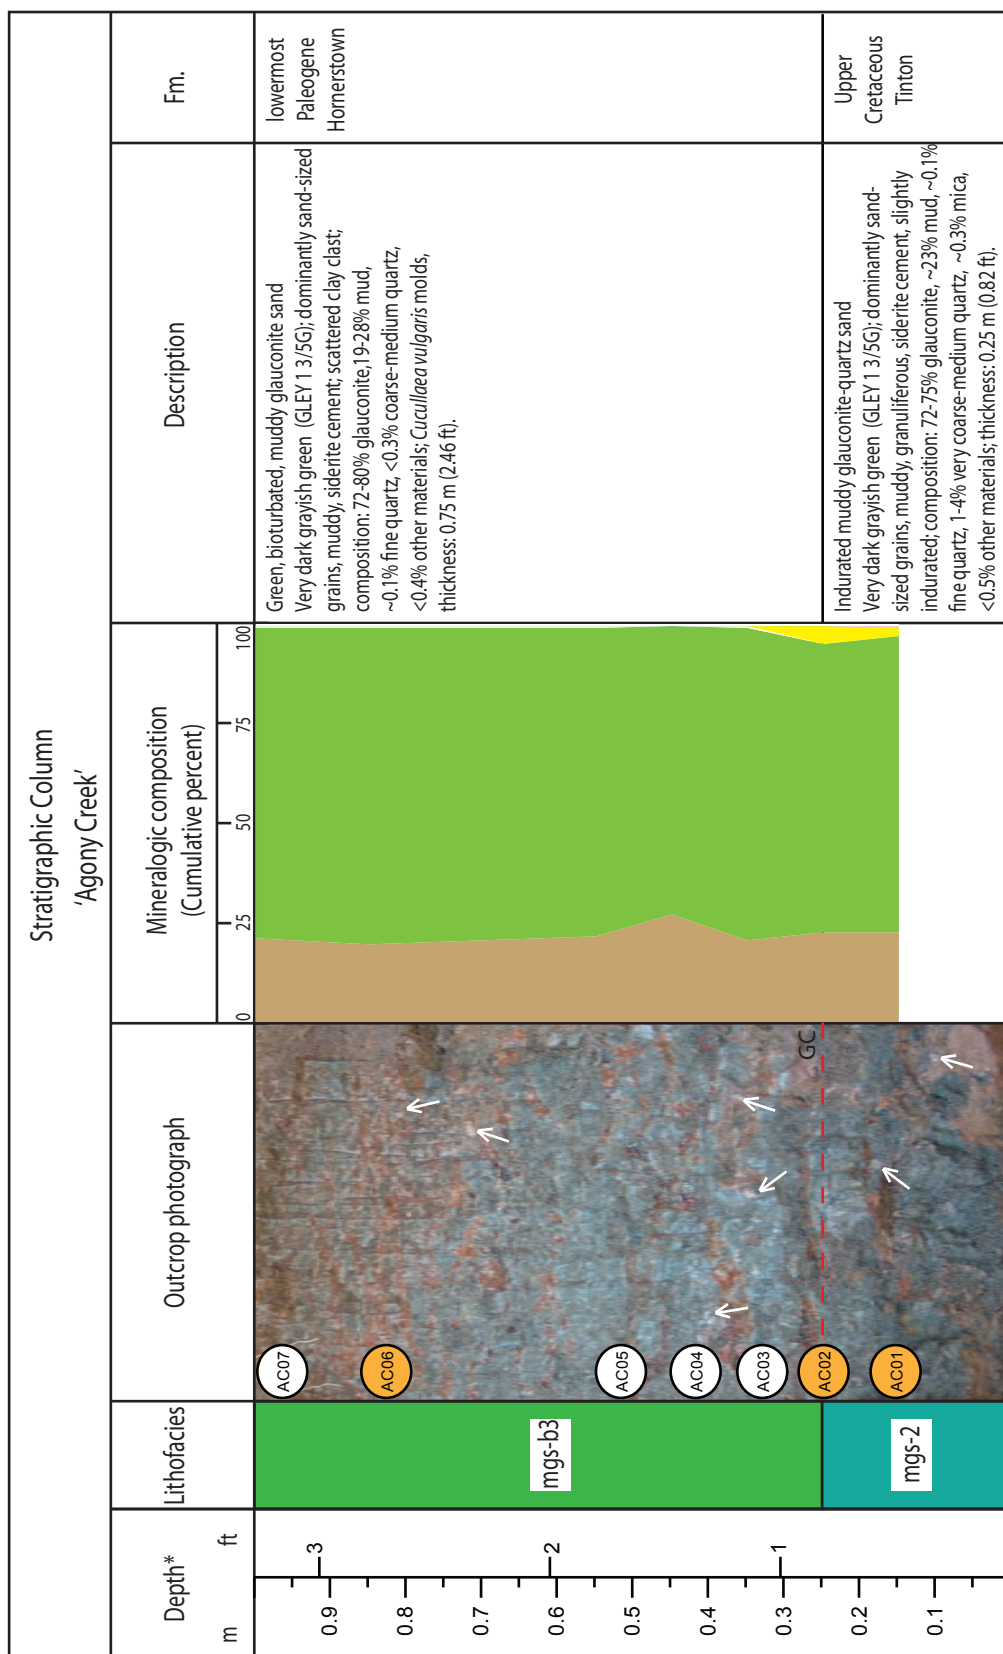 Stratigraphic Column
'Agony Creek'
Depth*
m
ft
Lithofacies
Outcrop photograph
Mineralogic composition
(Cumulative percent)
0
25
50
75
100
Description
Fm.
0.9
0.8
0.7
0.6
0.5
0.4
0.3
0.2
0.1
3
2
1
mgs-b3
mgs-2
AC07
AC06
AC05
AC04
AC03
AC02
AC01
GC
Green, bioturbated, muddy glauconite sand
Very dark grayish green (GLEY 1 3/5G); dominantly sand-sized
grains, muddy, siderite cement; scattered clay clast;
composition: 72-80% glauconite,19-28% mud,
~0.1% fine quartz, <0.3% coarse-medium quartz,
<0.4% other materials; Cucullaea vulgaris molds,
thickness: 0.75 m (2.46 ft).
lowermost
Paleogene
Hornerstown
Indurated muddy glauconite-quartz sand
Very dark grayish green (GLEY 1 3/5G); dominantly sand-
sized grains, muddy, granuliferous, siderite cement, slightly
indurated; composition: 72-75% glauconite, ~23% mud, ~0.1%
fine quartz, 1-4% very coarse-medium quartz, ~0.3% mica,
<0.5% other materials; thickness: 0.25 m (0.82 ft).
Upper
Cretaceous
Tinton